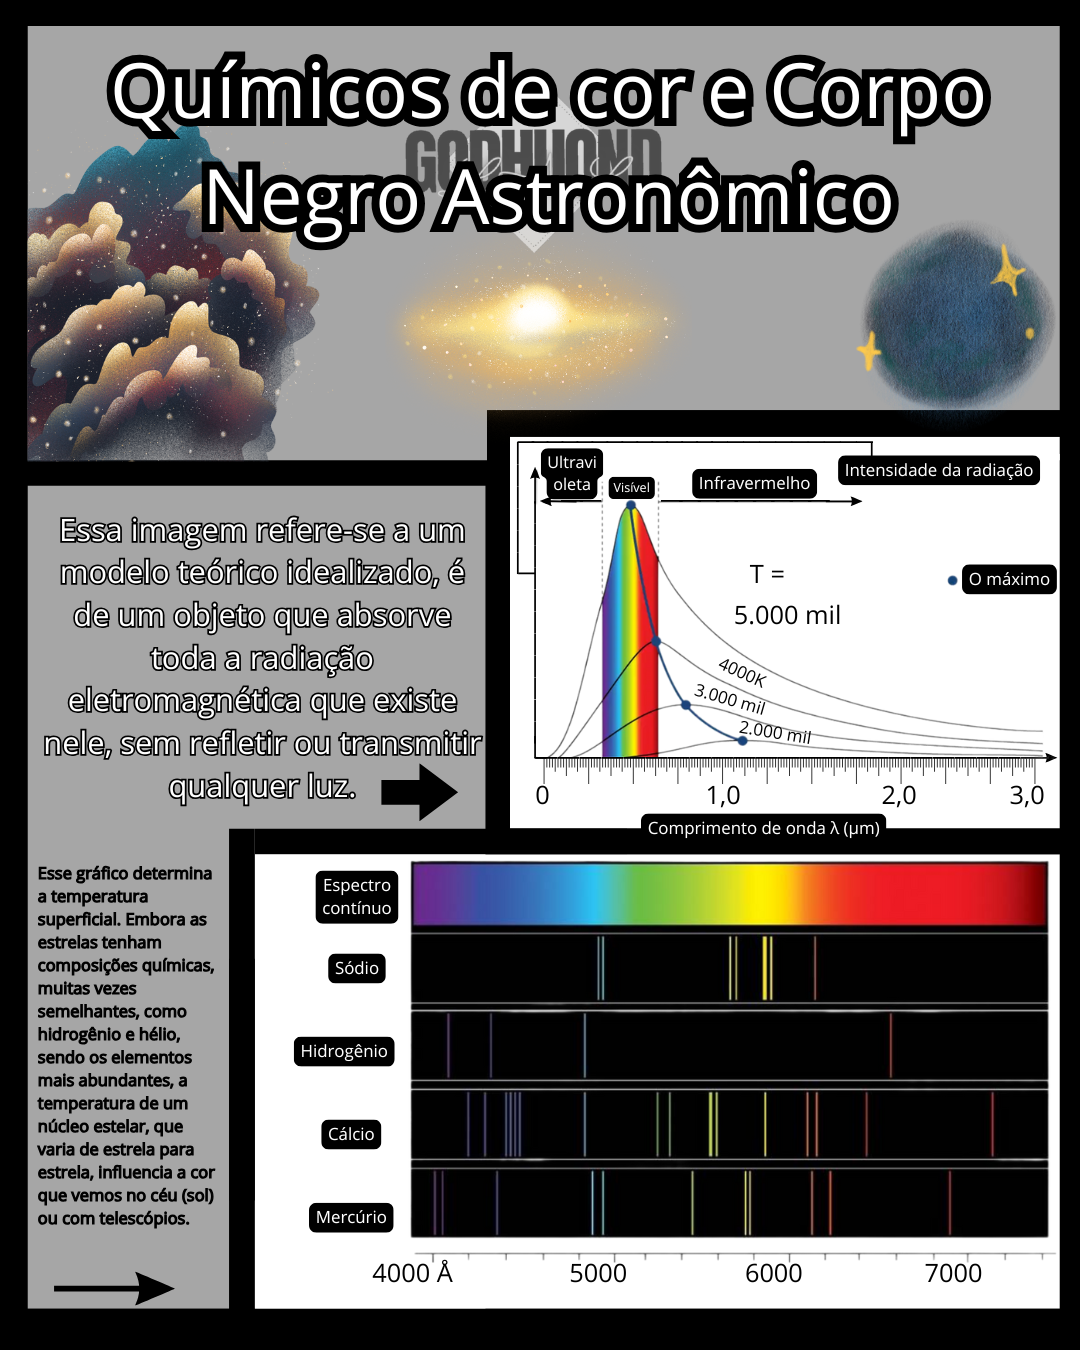 Químicos de cor e Corpo
Negro Astronômico
Essa imagem refere-se a um
modelo teórico idealizado, é
de um objeto que absorve
toda a radiação
eletromagnética que existe
nele, sem refletir ou transmitir
qualquer luz.
Ultravi
oleta
Visível
Infravermelho
Intensidade da radiação
T =
5.000 mil
O máximo
4000K
3.000 mil
2.000 mil
0 1,0 2,0 3,0
Comprimento de onda λ (μm)
Esse gráfico determina
a temperatura
superficial. Embora as
estrelas tenham
composições químicas,
muitas vezes
semelhantes, como
hidrogênio e hélio,
sendo os elementos
mais abundantes, a
temperatura de um
núcleo estelar, que
varia de estrela para
estrela, influencia a cor
que vemos no céu (sol)
ou com telescópios.
Espectro
contínuo
Sódio
Hidrogênio
Cálcio
Mercúrio
4000 Å 5000 6000 7000